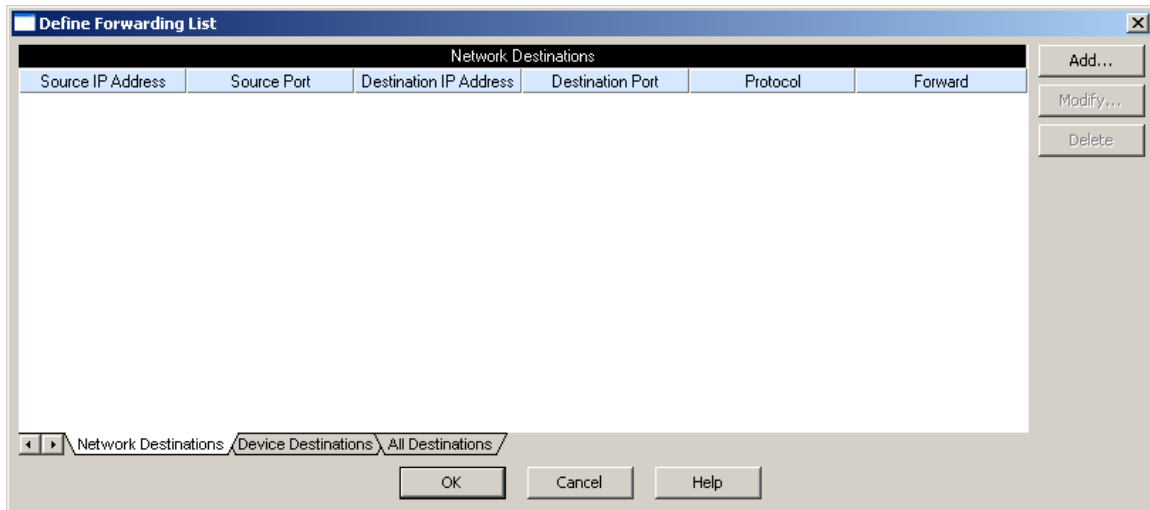 Define Forwarding List
Network Destinations
Source IP Address Source Port Destination IP Address Destination Port Protocol Forward
Add...
Modify...
Delete
Network Destinations Device Destinations All Destinations
OK Cancel Help